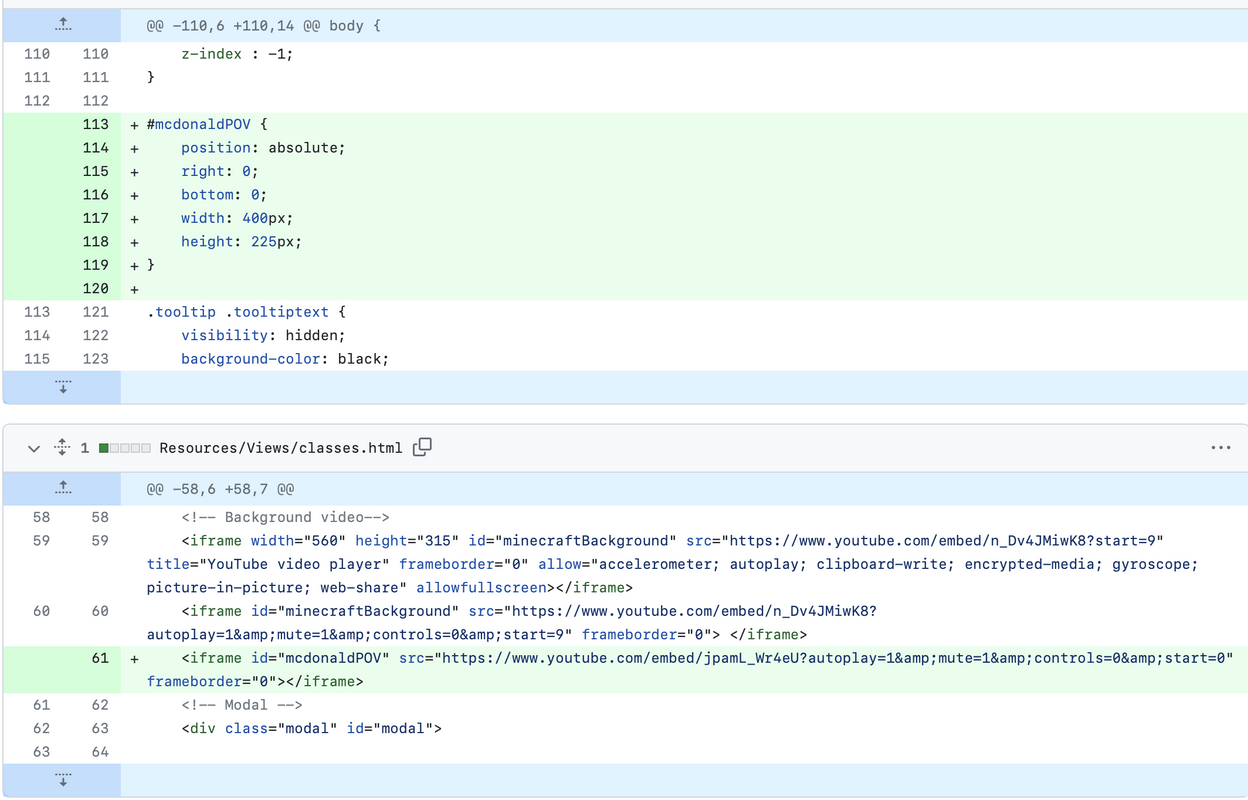 @@ -110,6 +110,14 @@ body {
110 110 z-index : -1;
111 111 }
112 112
113 + #mcdonaldPOV {
114 + position: absolute;
115 + right: 0;
116 + bottom: 0;
117 + width: 400px;
118 + height: 225px;
119 + }
120 +
113 121 .tooltip .tooltiptext {
114 122 visibility: hidden;
115 123 background-color: black;
1 Resources/Views/classes.html
@@ -58,6 +58,7 @@
58 58 <!-- Background video-->
59 59 <iframe width="560" height="315" id="minecraftBackground" src="https://www.youtube.com/embed/n_Dv4JMiwK8?start=9"
title="YouTube video player" frameborder="0" allow="accelerometer; autoplay; clipboard-write; encrypted-media; gyroscope;
picture-in-picture; web-share" allowfullscreen></iframe>
60 60 <iframe id="minecraftBackground" src="https://www.youtube.com/embed/n_Dv4JMiwK8?
autoplay=1&amp;mute=1&amp;controls=0&amp;start=9" frameborder="0"> </iframe>
61 + <iframe id="mcdonaldPOV" src="https://www.youtube.com/embed/jpamL_Wr4eU?autoplay=1&amp;mute=1&amp;controls=0&amp;start=0"
frameborder="0"></iframe>
61 62 <!-- Modal -->
62 63 <div class="modal" id="modal">
63 64